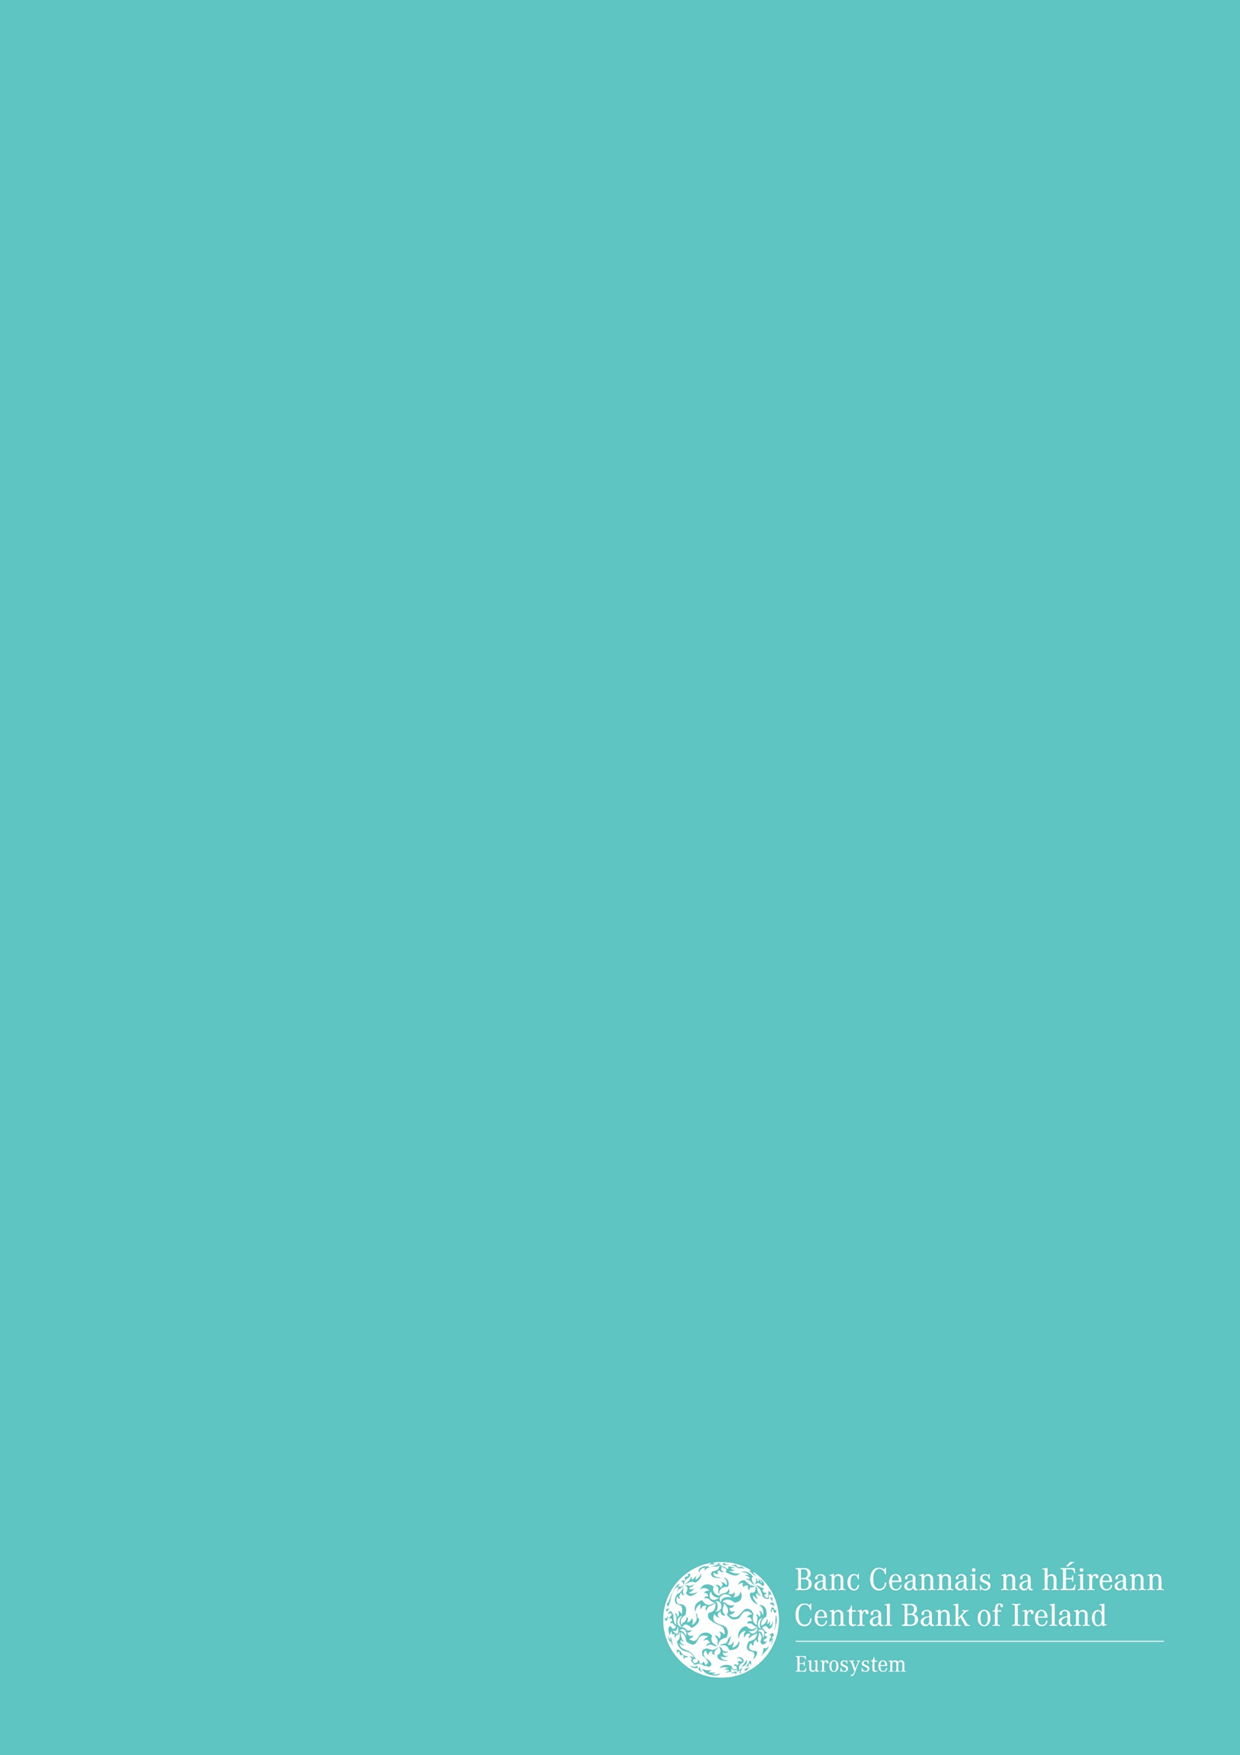 Banc Ceannais na hÉireann
Central Bank of Ireland
Eurosystem